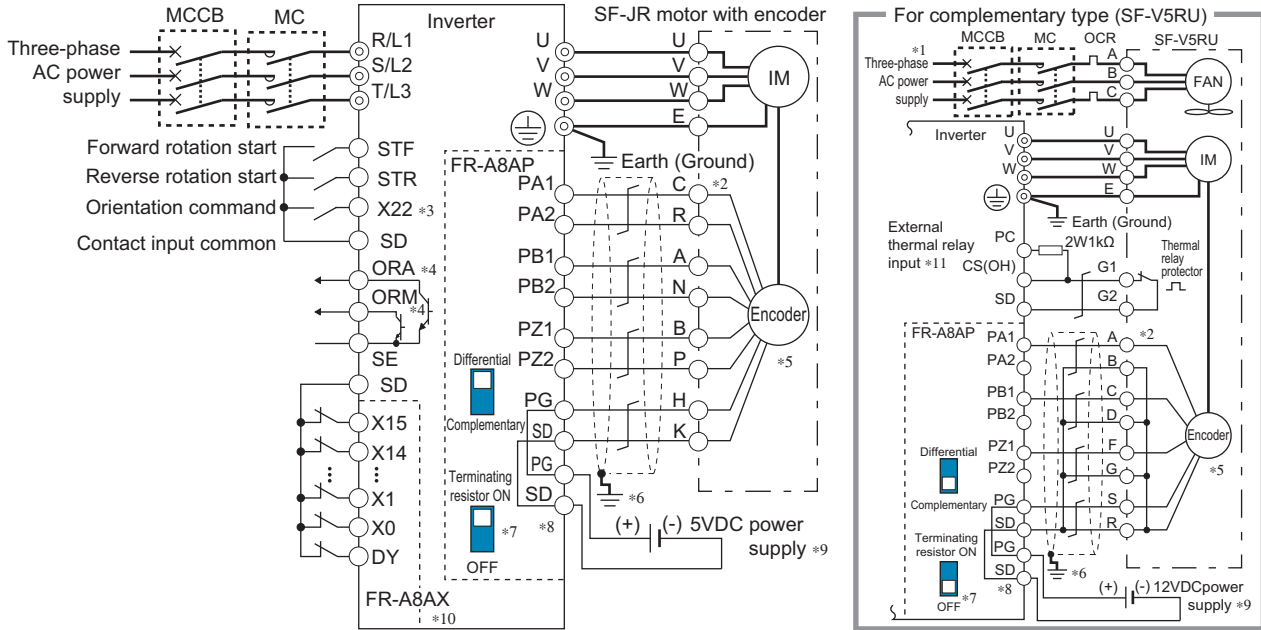 MCCB MC
Inverter
SF-JR motor with encoder
Three-phase
AC power
supply
R/L1
S/L2
T/L3
U
V
W
U
V
W
E
IM
Forward rotation start
Reverse rotation start
Orientation command
Contact input common
STF
STR
X22 *3
SD
ORA *4
ORM
*4
SE
SD
X15
X14
X1
X0
DY
FR-A8AX
*10
FR-A8AP
Earth (Ground)
PA1
PA2
PB1
PB2
PZ1
PZ2
PG
SD
PG
SD
C *2
R
A
N
B
P
H
K
Encoder
*5
Differential
Complementary
Terminating
resistor ON
*7
OFF
*8
*6
(+) (-) 5VDC power
supply *9
For complementary type (SF-V5RU)
MCCB MC OCR SF-V5RU
*1
Three-phase
AC power
supply
A
B
C
FAN
Inverter
U
V
W
U
V
W
E
IM
Earth (Ground)
External
thermal relay
input *11
PC
2W1kΩ
CS(OH)
SD
G1
G2
Thermal
relay
protector
FR-A8AP
PA1
PA2
PB1
PB2
PZ1
PZ2
PG
SD
PG
SD
A *2
B
C
D
F
G
S
R
Encoder
*5
Differential
Complementary
Terminating
resistor ON
*7
OFF
*8
*6
(+) (-) 12VDCpower
supply *9